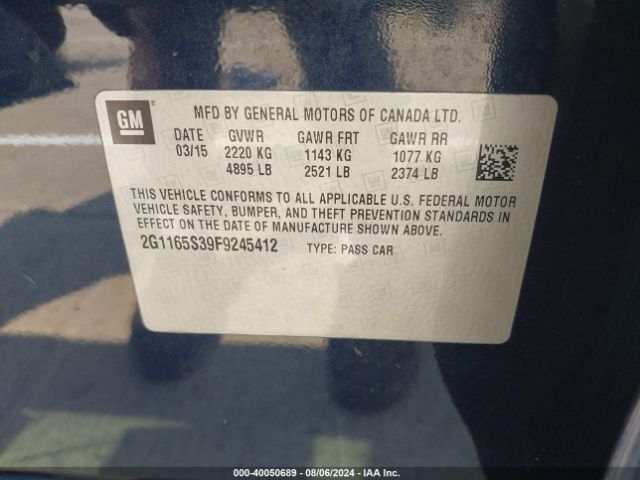 GM
MFD BY GENERAL MOTORS OF CANADA LTD.
DATE GVWR GAWR FRT GAWR RR
03/15 2220 KG 1143 KG 1077 KG
4895 LB 2521 LB 2374 LB
THIS VEHICLE CONFORMS TO ALL APPLICABLE U.S. FEDERAL MOTOR
VEHICLE SAFETY, BUMPER, AND THEFT PREVENTION STANDARDS IN
EFFECT ON THE DATE OF MANUFACTURE SHOWN ABOVE.
2G1165S39F9245412 TYPE: PASS CAR
000-40050689 - 08/06/2024 - IAA Inc.